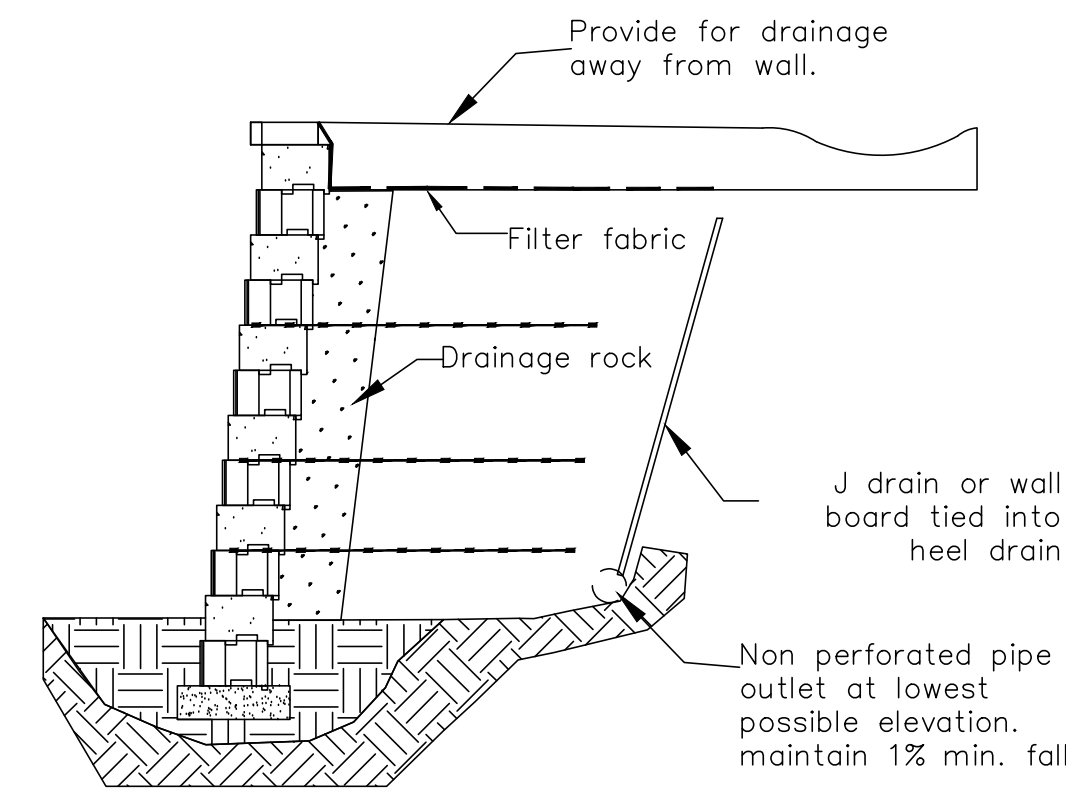 Provide for drainage
away from wall.
Filter fabric
Drainage rock
J drain or wall
board tied into
heel drain
Non perforated pipe
outlet at lowest
possible elevation.
maintain 1% min. fall